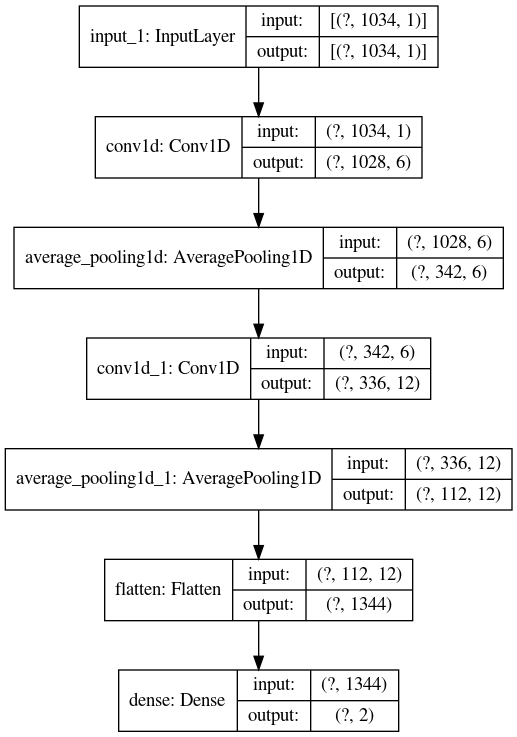 input_1: InputLayer
input: [(?, 1034, 1)]
output: [(?, 1034, 1)]
conv1d: Conv1D
input: (?, 1034, 1)
output: (?, 1028, 6)
average_pooling1d: AveragePooling1D
input: (?, 1028, 6)
output: (?, 342, 6)
conv1d_1: Conv1D
input: (?, 342, 6)
output: (?, 336, 12)
average_pooling1d_1: AveragePooling1D
input: (?, 336, 12)
output: (?, 112, 12)
flatten: Flatten
input: (?, 112, 12)
output: (?, 1344)
dense: Dense
input: (?, 1344)
output: (?, 2)